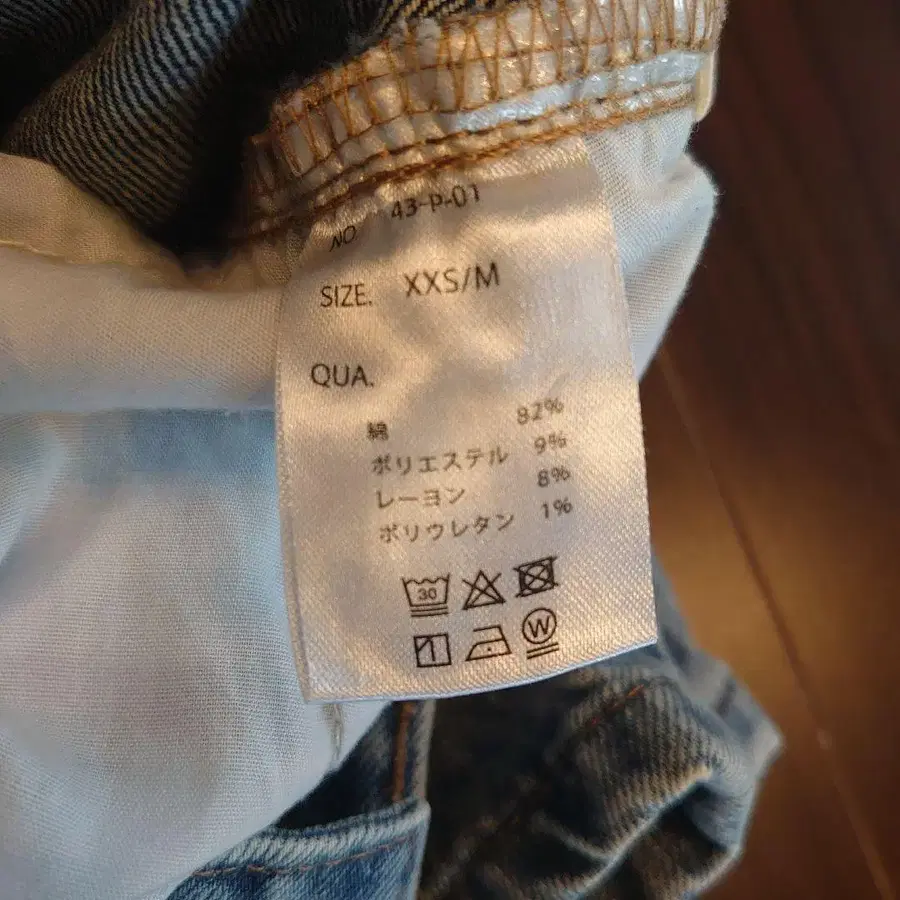 NO 43-P-01
SIZE. XXS/M
QUA.
綿 82%
ポリエステル 9%
レーヨン 8%
ポリウレタン 1%
30
W